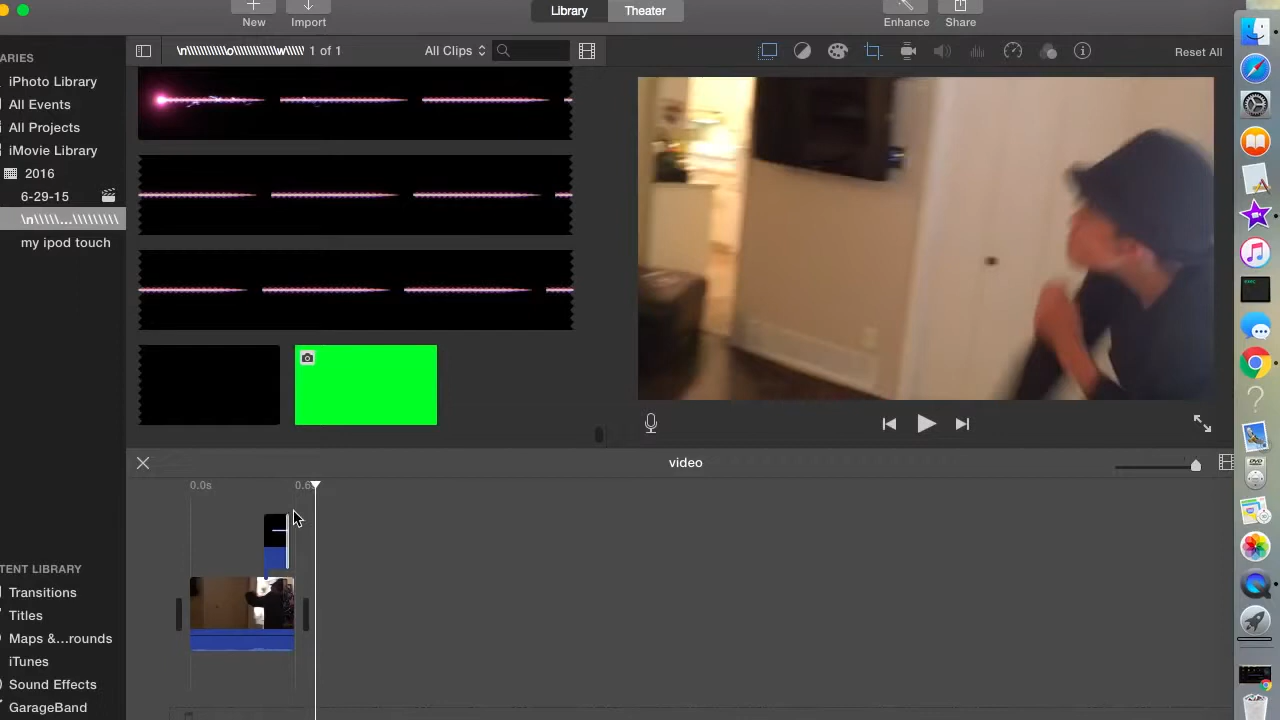 Library Theater
New Import Enhance Share
ARIES \n\\\\\\\\\\\\o\\\\\\\\\\\\\w\\\\\ 1 of 1 All Clips Reset All
iPhoto Library
All Events
All Projects
iMovie Library
2016
6-29-15
\n\\\\\...\\\\\\\\\
my ipod touch
video
0.0s 0.6s
TENT LIBRARY
Transitions
Titles
Maps &...rounds
iTunes
Sound Effects
GarageBand